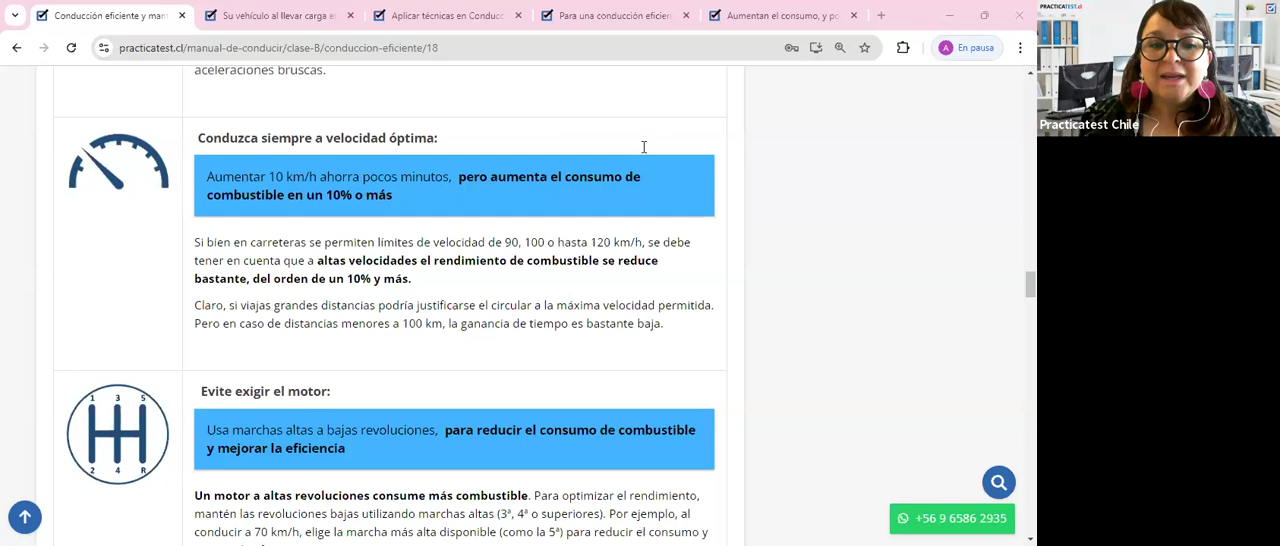 Conducción eficiente y man
Su vehículo al llevar carga e
Aplicar técnicas en Conducc
Para una conducción eficien
Aumentan el consumo, y po
practicatest.cl/manual-de-conducir/clase-B/conduccion-eficiente/18
A En pausa
PRACTICATEST.cl
Practicatest Chile
aceleraciones bruscas.
Conduzca siempre a velocidad óptima:
Aumentar 10 km/h ahorra pocos minutos, pero aumenta el consumo de
combustible en un 10% o más
Si bien en carreteras se permiten límites de velocidad de 90, 100 o hasta 120 km/h, se debe
tener en cuenta que a altas velocidades el rendimiento de combustible se reduce
bastante, del orden de un 10% y más.
Claro, si viajas grandes distancias podría justificarse el circular a la máxima velocidad permitida.
Pero en caso de distancias menores a 100 km, la ganancia de tiempo es bastante baja.
1 3 5
2 4 R
Evite exigir el motor:
Usa marchas altas a bajas revoluciones, para reducir el consumo de combustible
y mejorar la eficiencia
Un motor a altas revoluciones consume más combustible. Para optimizar el rendimiento,
mantén las revoluciones bajas utilizando marchas altas (3ª, 4ª o superiores). Por ejemplo, al
conducir a 70 km/h, elige la marcha más alta disponible (como la 5ª) para reducir el consumo y
+56 9 6586 2935